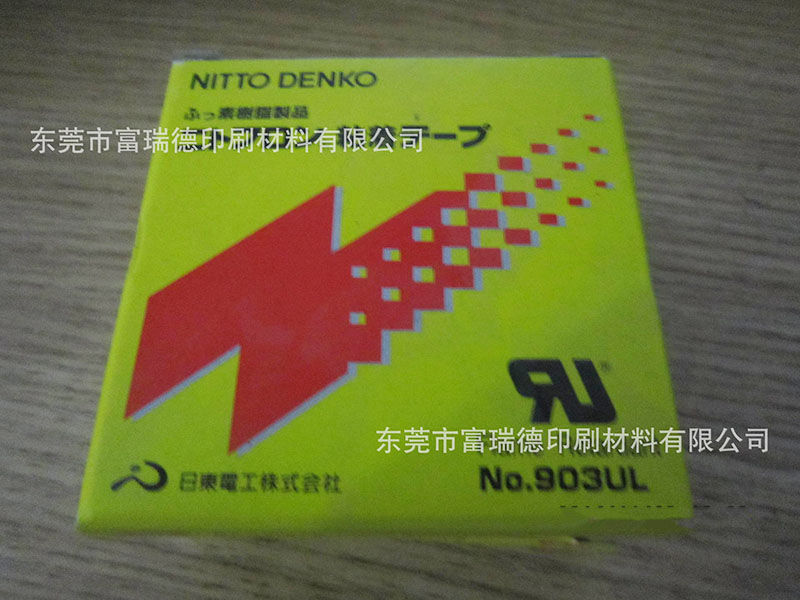 NITTO DENKO
ふっ素樹脂製品
東莞市富瑞德印刷材料有限公司
テープ
®
东莞市富瑞德印刷材料有限公司
No.903UL
日東電工株式会社